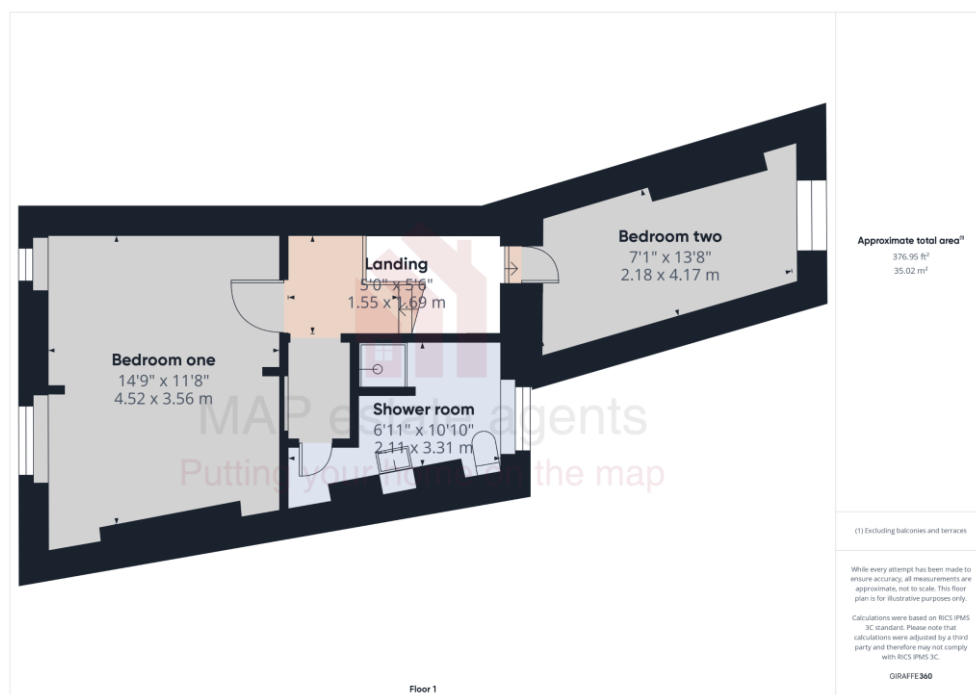 Bedroom one
14'9" x 11'8"
4.52 x 3.56 m
Landing
5'0" x 5'6"
1.55 x 1.69 m
Bedroom two
7'1" x 13'8"
2.18 x 4.17 m
Shower room
6'11" x 10'10"
2.11 x 3.31 m
MAP estate agents
Putting your home on the map
Floor 1
Approximate total area(1)
376.95 ft²
35.02 m²
(1) Excluding balconies and terraces
While every attempt has been made to
ensure accuracy, all measurements are
approximate, not to scale. This floor
plan is for illustrative purposes only.
Calculations were based on RICS IPMS
3C standard. Please note that
calculations were adjusted by a third
party and therefore may not comply
with RICS IPMS 3C.
GIRAFFE360